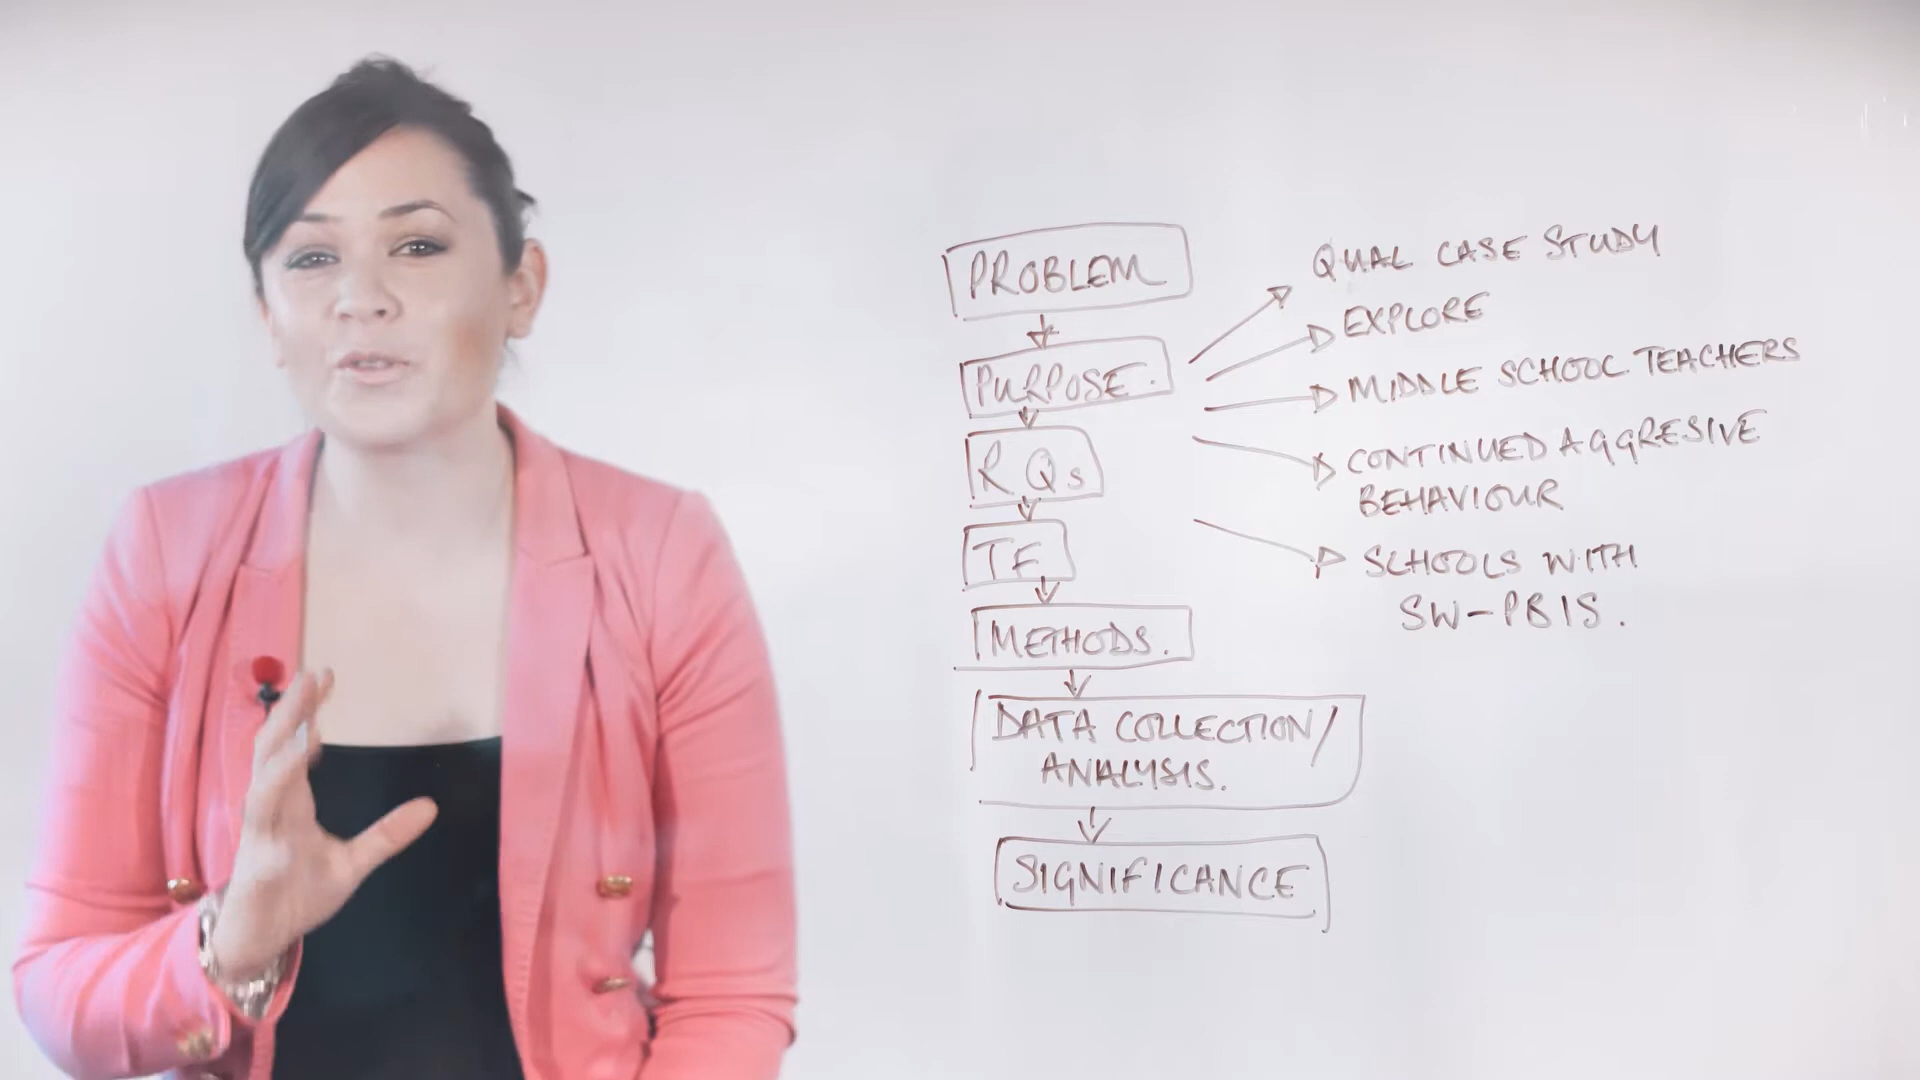 PROBLEM
PURPOSE.
RQs
TF
METHODS.
DATA COLLECTION/
ANALYSIS.
SIGNIFICANCE
QUAL CASE STUDY
EXPLORE
MIDDLE SCHOOL TEACHERS
CONTINUED AGGRESIVE
BEHAVIOUR
SCHOOLS WITH
SW-PBIS.